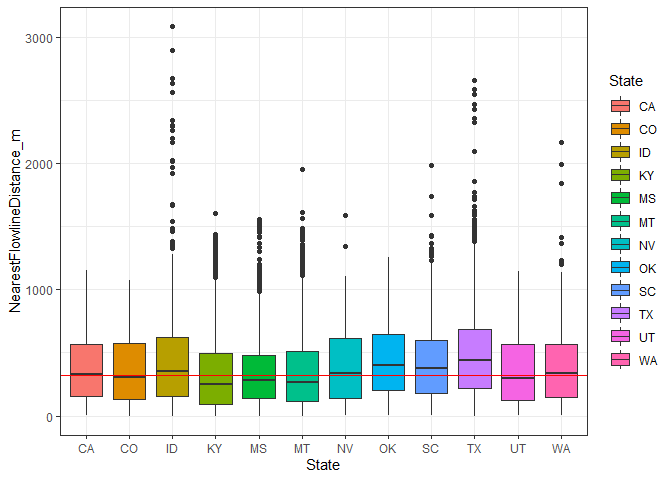 NearestFlowlineDistance_m
3000
2000
1000
0
CA CO ID KY MS MT NV OK SC TX UT WA
State
State
CA
CO
ID
KY
MS
MT
NV
OK
SC
TX
UT
WA